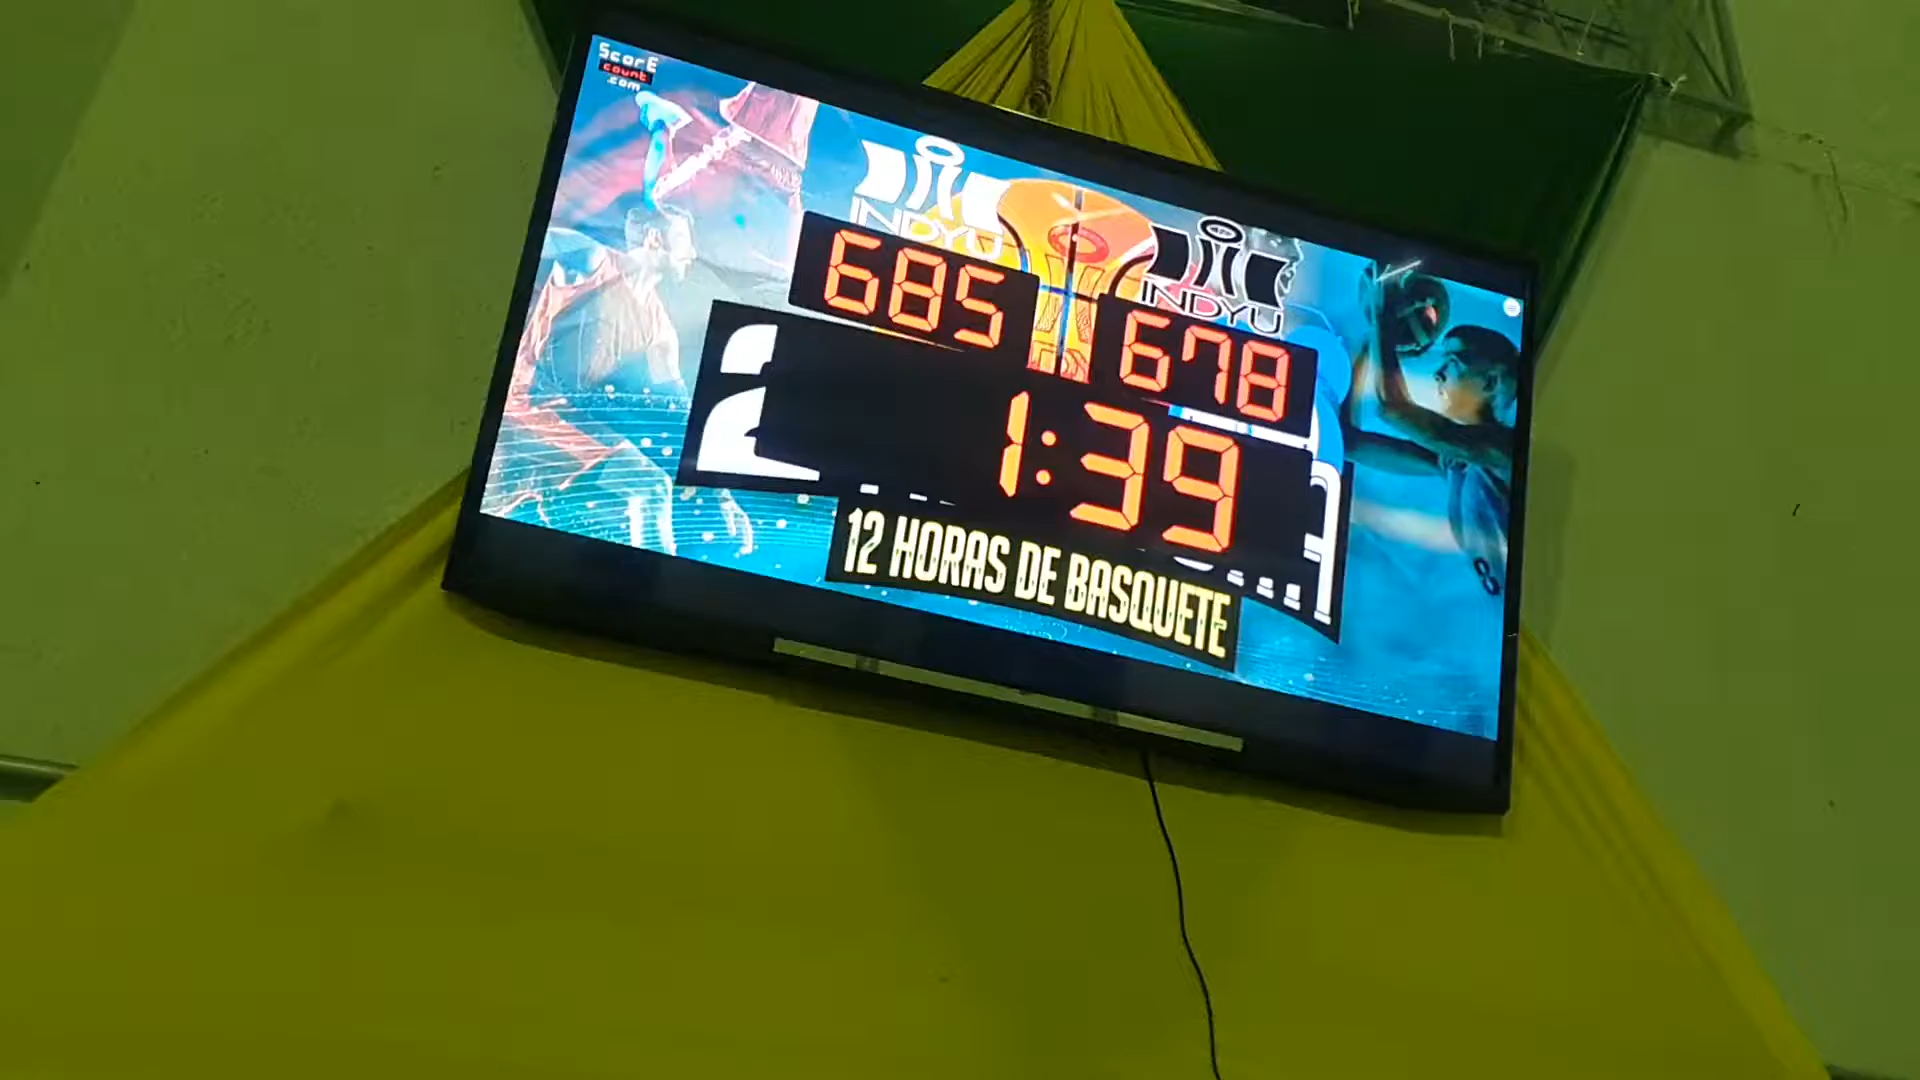 ScorE
count
.com
INDYU
INDYU
685
678
1:39
12 HORAS DE BASQUETE